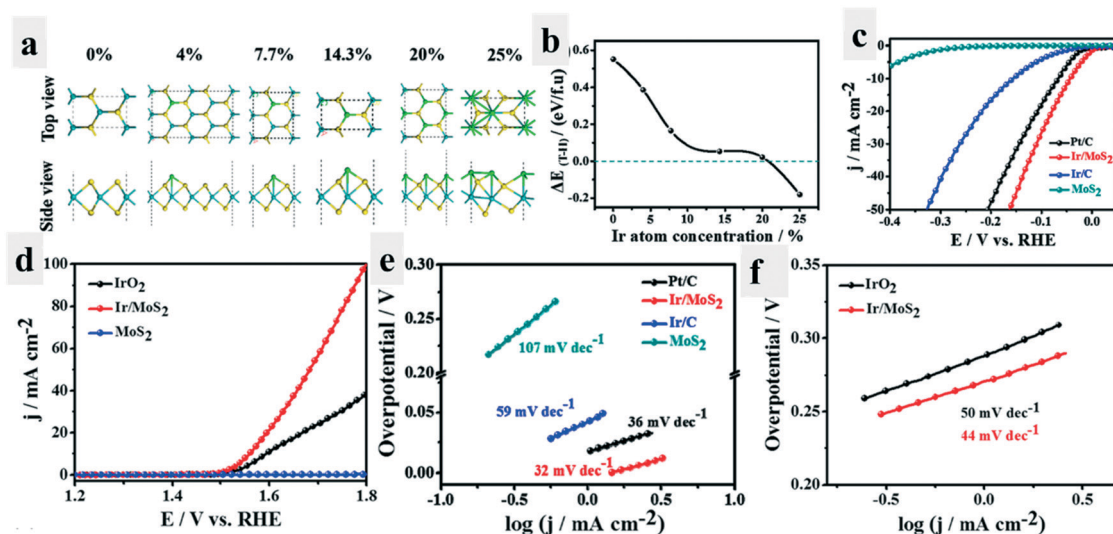 a
0% 4% 7.7% 14.3% 20% 25%
Top view
Side view
b
ΔE (T-H) / (eV/f.u)
0.6
0.4
0.2
0.0
0.2
0 5 10 15 20 25
Ir atom concentration / %
c
j / mA cm-2
0
-10
-20
-30
-40
-50
Pt/C
Ir/MoS2
Ir/C
MoS2
-0.4 -0.3 -0.2 -0.1 0.0
E / V vs. RHE
d
j / mA cm-2
100
80
60
40
20
0
IrO2
Ir/MoS2
MoS2
1.2 1.4 1.6 1.8
E / V vs. RHE
e
Overpotential / V
0.30
0.25
0.20
0.05
0.00
Pt/C
Ir/MoS2
Ir/C
MoS2
107 mV dec-1
59 mV dec-1
36 mV dec-1
32 mV dec-1
-1.0 -0.5 0.0 0.5 1.0
log (j / mA cm-2)
f
Overpotential / V
0.35
0.30
0.25
0.20
IrO2
Ir/MoS2
50 mV dec-1
44 mV dec-1
-0.5 0.0 0.5
log (j / mA cm-2)